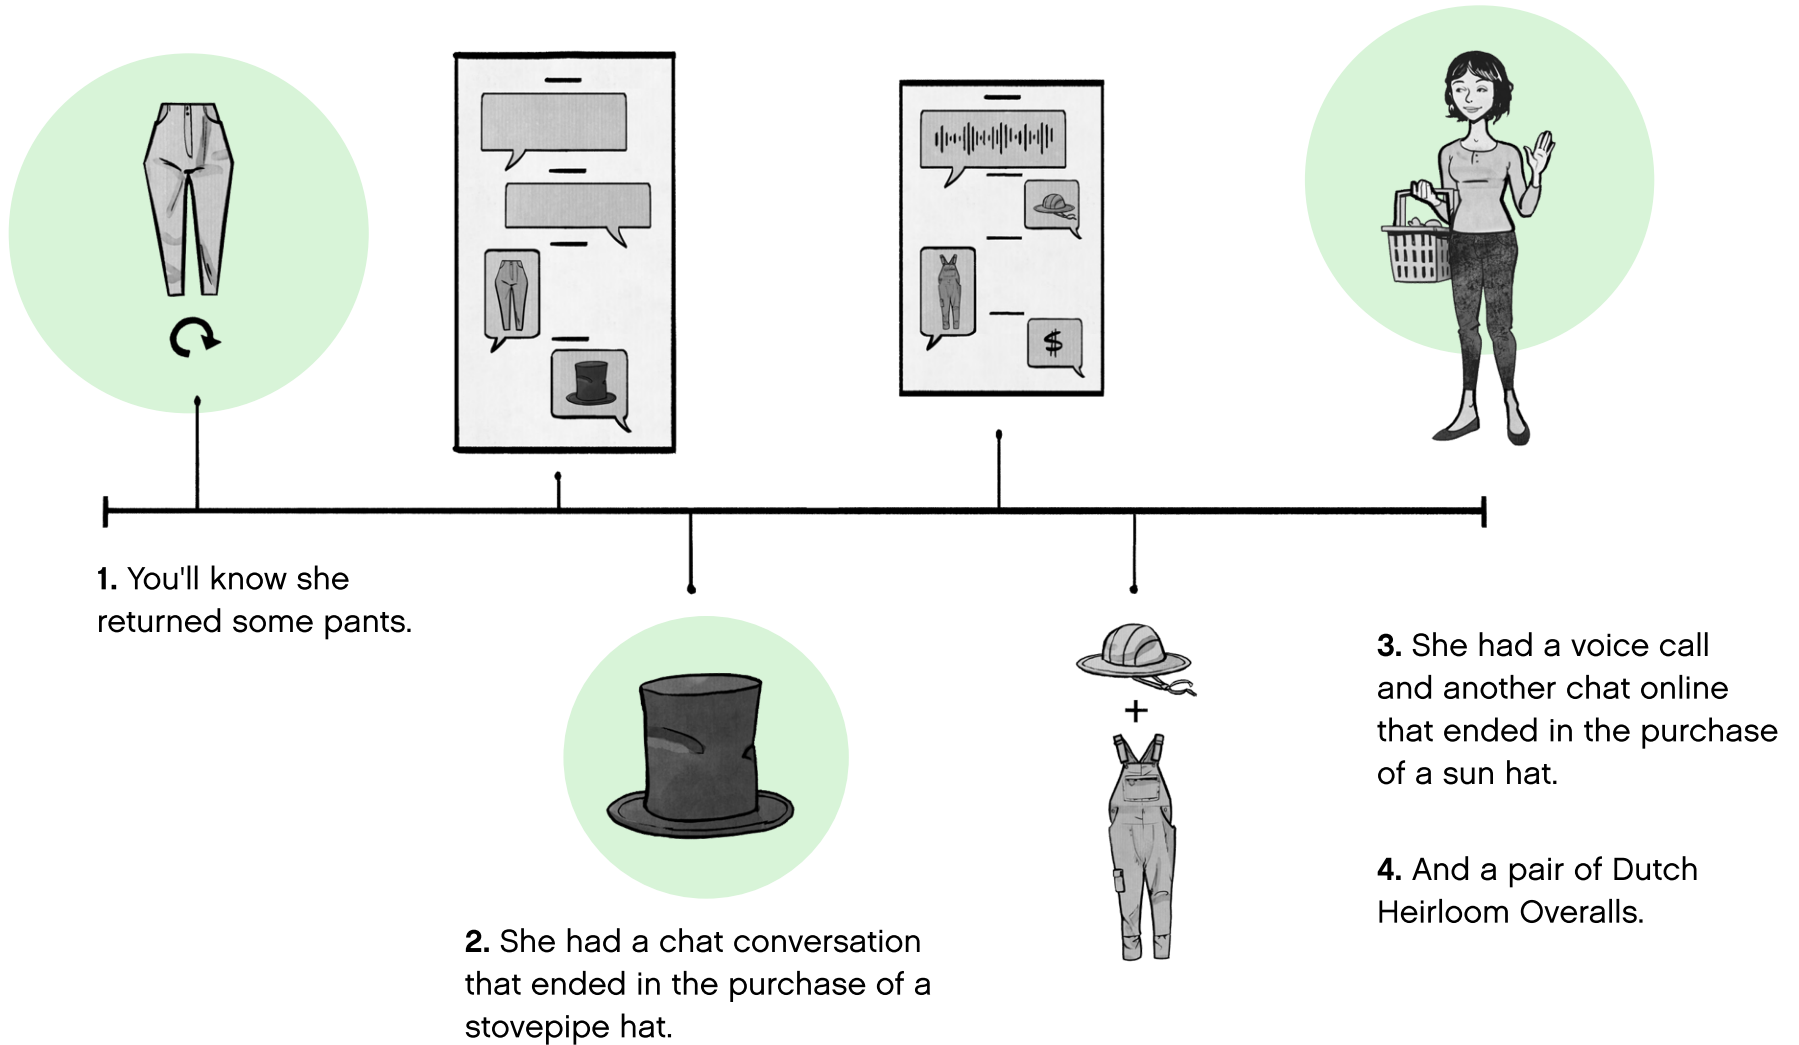 $
1. You'll know she
returned some pants.
+
2. She had a chat conversation
that ended in the purchase of a
stovepipe hat.
3. She had a voice call
and another chat online
that ended in the purchase
of a sun hat.
4. And a pair of Dutch
Heirloom Overalls.